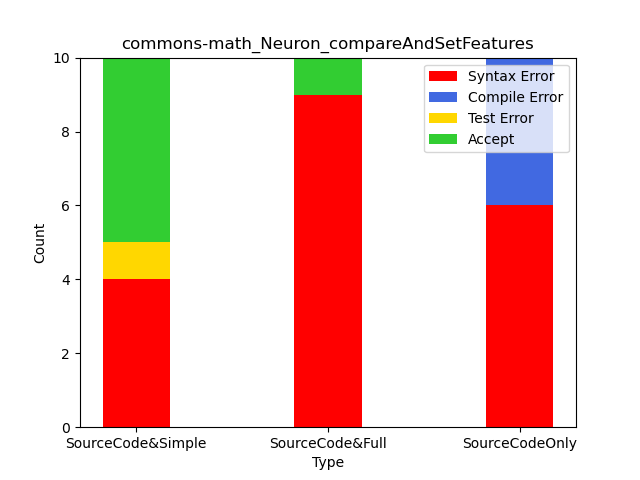 commons-math_Neuron_compareAndSetFeatures
10
8
6
4
2
0
Count
Syntax Error
Compile Error
Test Error
Accept
SourceCode&Simple SourceCode&Full SourceCodeOnly
Type